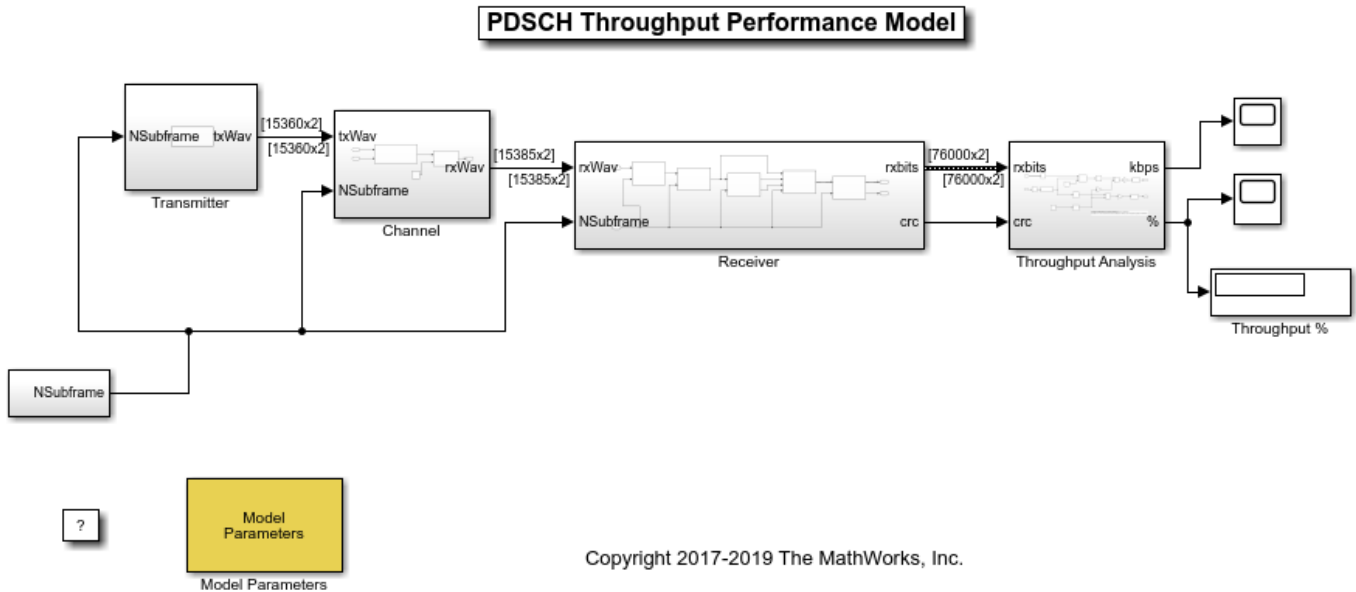 PDSCH Throughput Performance Model
NSubframe
txWav
[15360x2]
[15360x2]
Transmitter
txWav
rxWav
NSubframe
Channel
[15385x2]
[15385x2]
rxWav
rxbits
NSubframe
crc
Receiver
[76000x2]
[76000x2]
rxbits
kbps
crc
%
Throughput Analysis
Throughput %
NSubframe
?
Model
Parameters
Model Parameters
Copyright 2017-2019 The MathWorks, Inc.